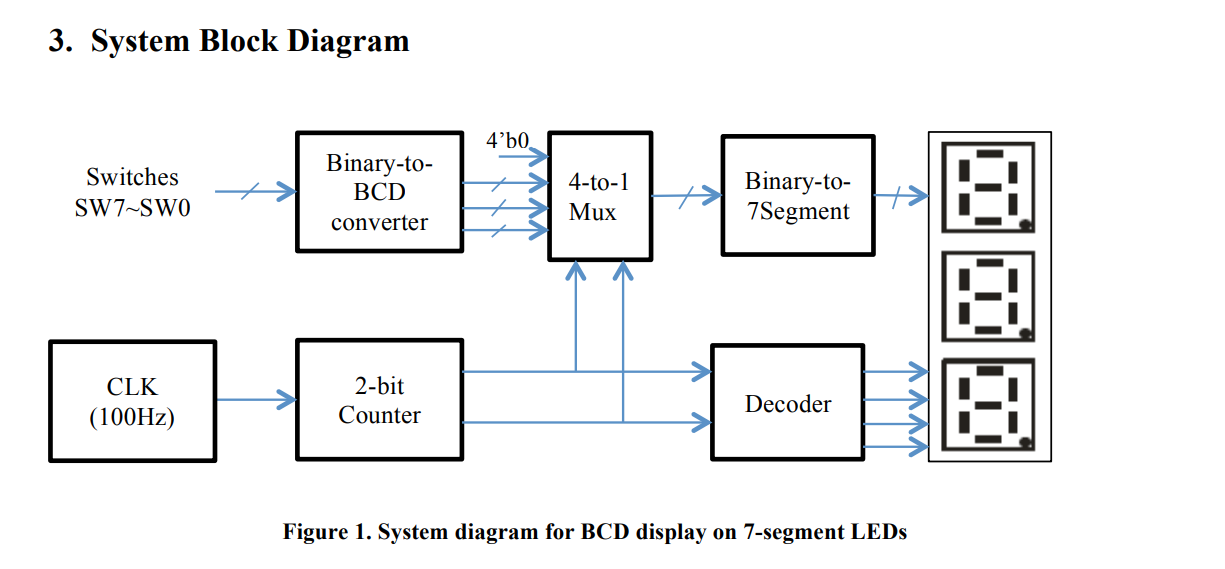 3. System Block Diagram
Switches
SW7~SW0
Binary-to-
BCD
converter
4’b0
4-to-1
Mux
Binary-to-
7Segment
CLK
(100Hz)
2-bit
Counter
Decoder
Figure 1. System diagram for BCD display on 7-segment LEDs